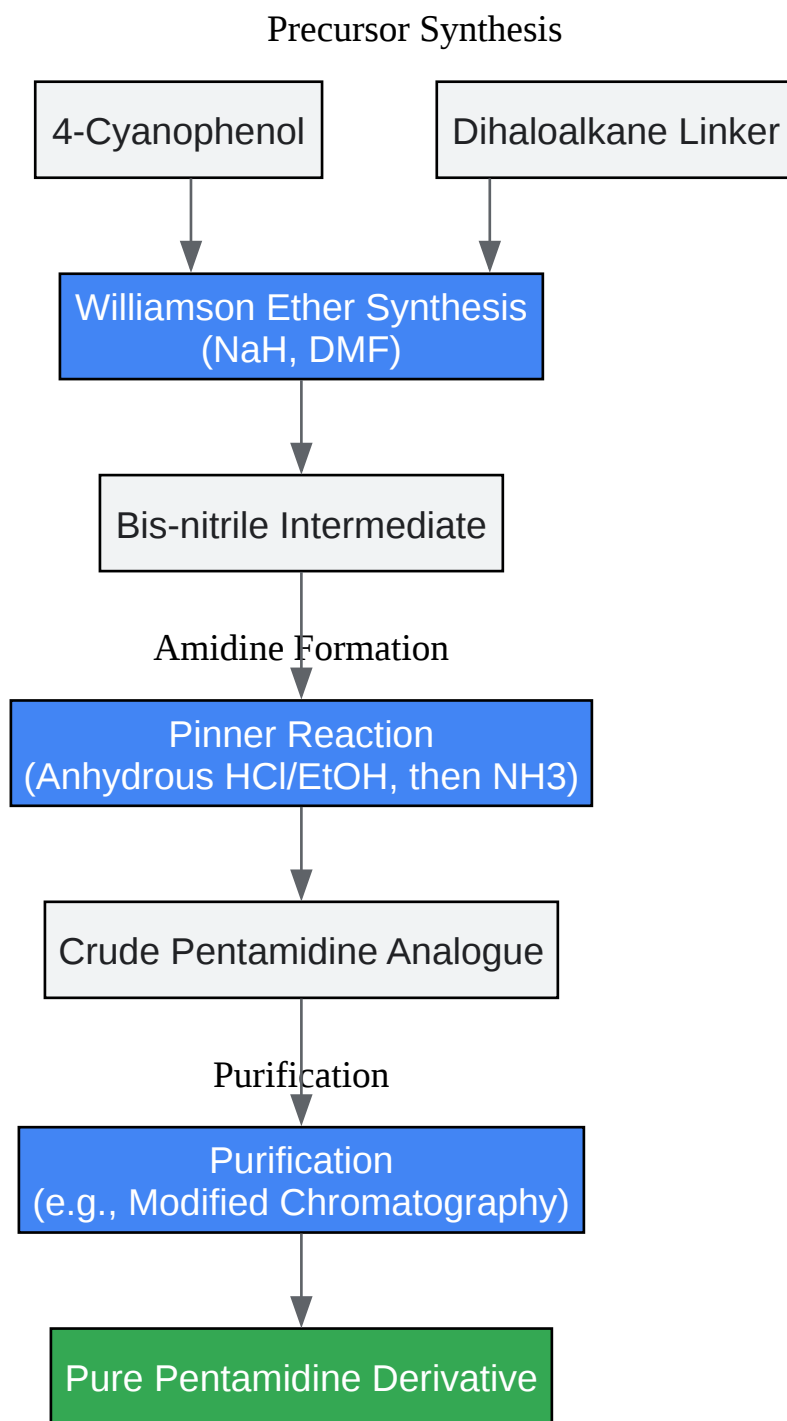 Precursor Synthesis
4-Cyanophenol
Dihaloalkane Linker
Williamson Ether Synthesis
(NaH, DMF)
Bis-nitrile Intermediate
Amidine Formation
Pinner Reaction
(Anhydrous HCl/EtOH, then NH3)
Crude Pentamidine Analogue
Purification
Purification
(e.g., Modified Chromatography)
Pure Pentamidine Derivative